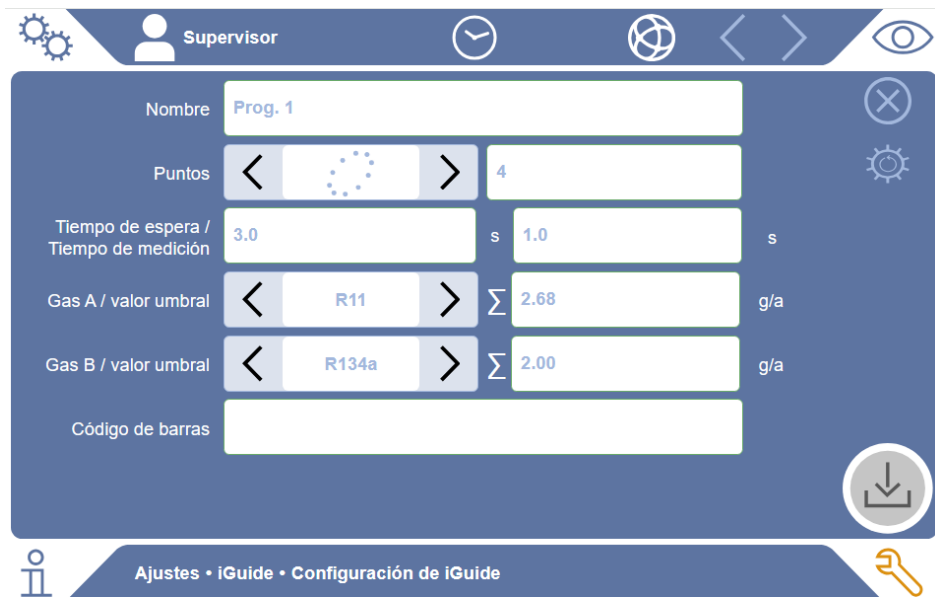 Supervisor
Nombre
Prog. 1
Puntos
4
Tiempo de espera /
Tiempo de medición
3.0
s
1.0
s
Gas A / valor umbral
R11
∑
2.68
g/a
Gas B / valor umbral
R134a
∑
2.00
g/a
Código de barras
Ajustes • iGuide • Configuración de iGuide